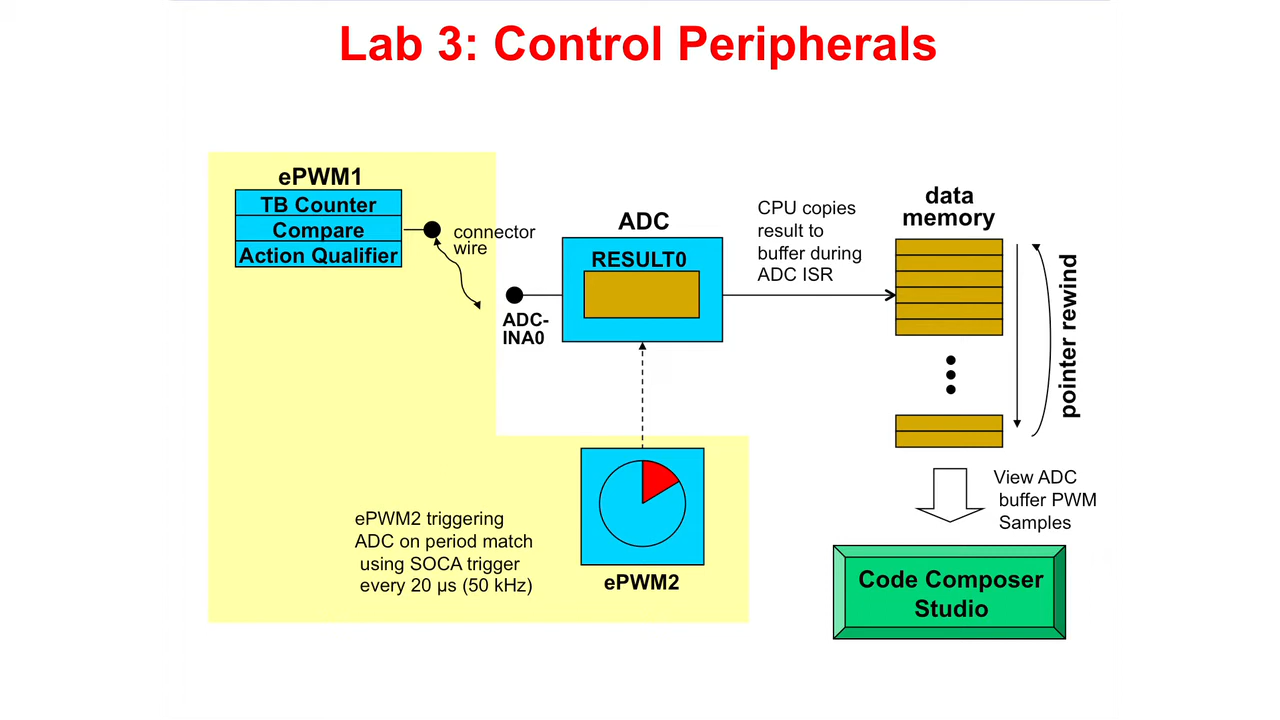 Lab 3: Control Peripherals
ePWM1
TB Counter
Compare
Action Qualifier
connector
wire
ADC
RESULT0
ADC-
INA0
CPU copies
result to
buffer during
ADC ISR
data
memory
pointer rewind
ePWM2 triggering
ADC on period match
using SOCA trigger
every 20 µs (50 kHz)
ePWM2
View ADC
buffer PWM
Samples
Code Composer
Studio